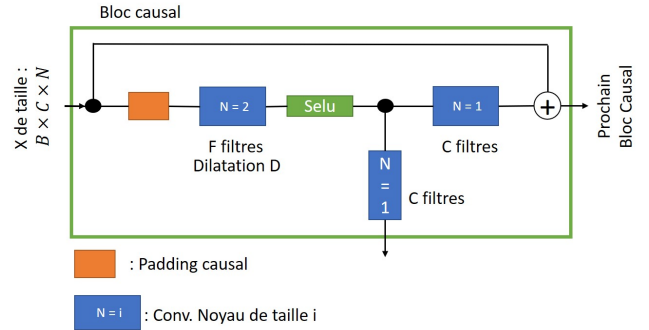 Bloc causal
X de taille :
B × C × N
N = 2
Selu
N = 1
+
F filtres
Dilatation D
C filtres
N
=
1
C filtres
Prochain
Bloc Causal
: Padding causal
N = i
: Conv. Noyau de taille i